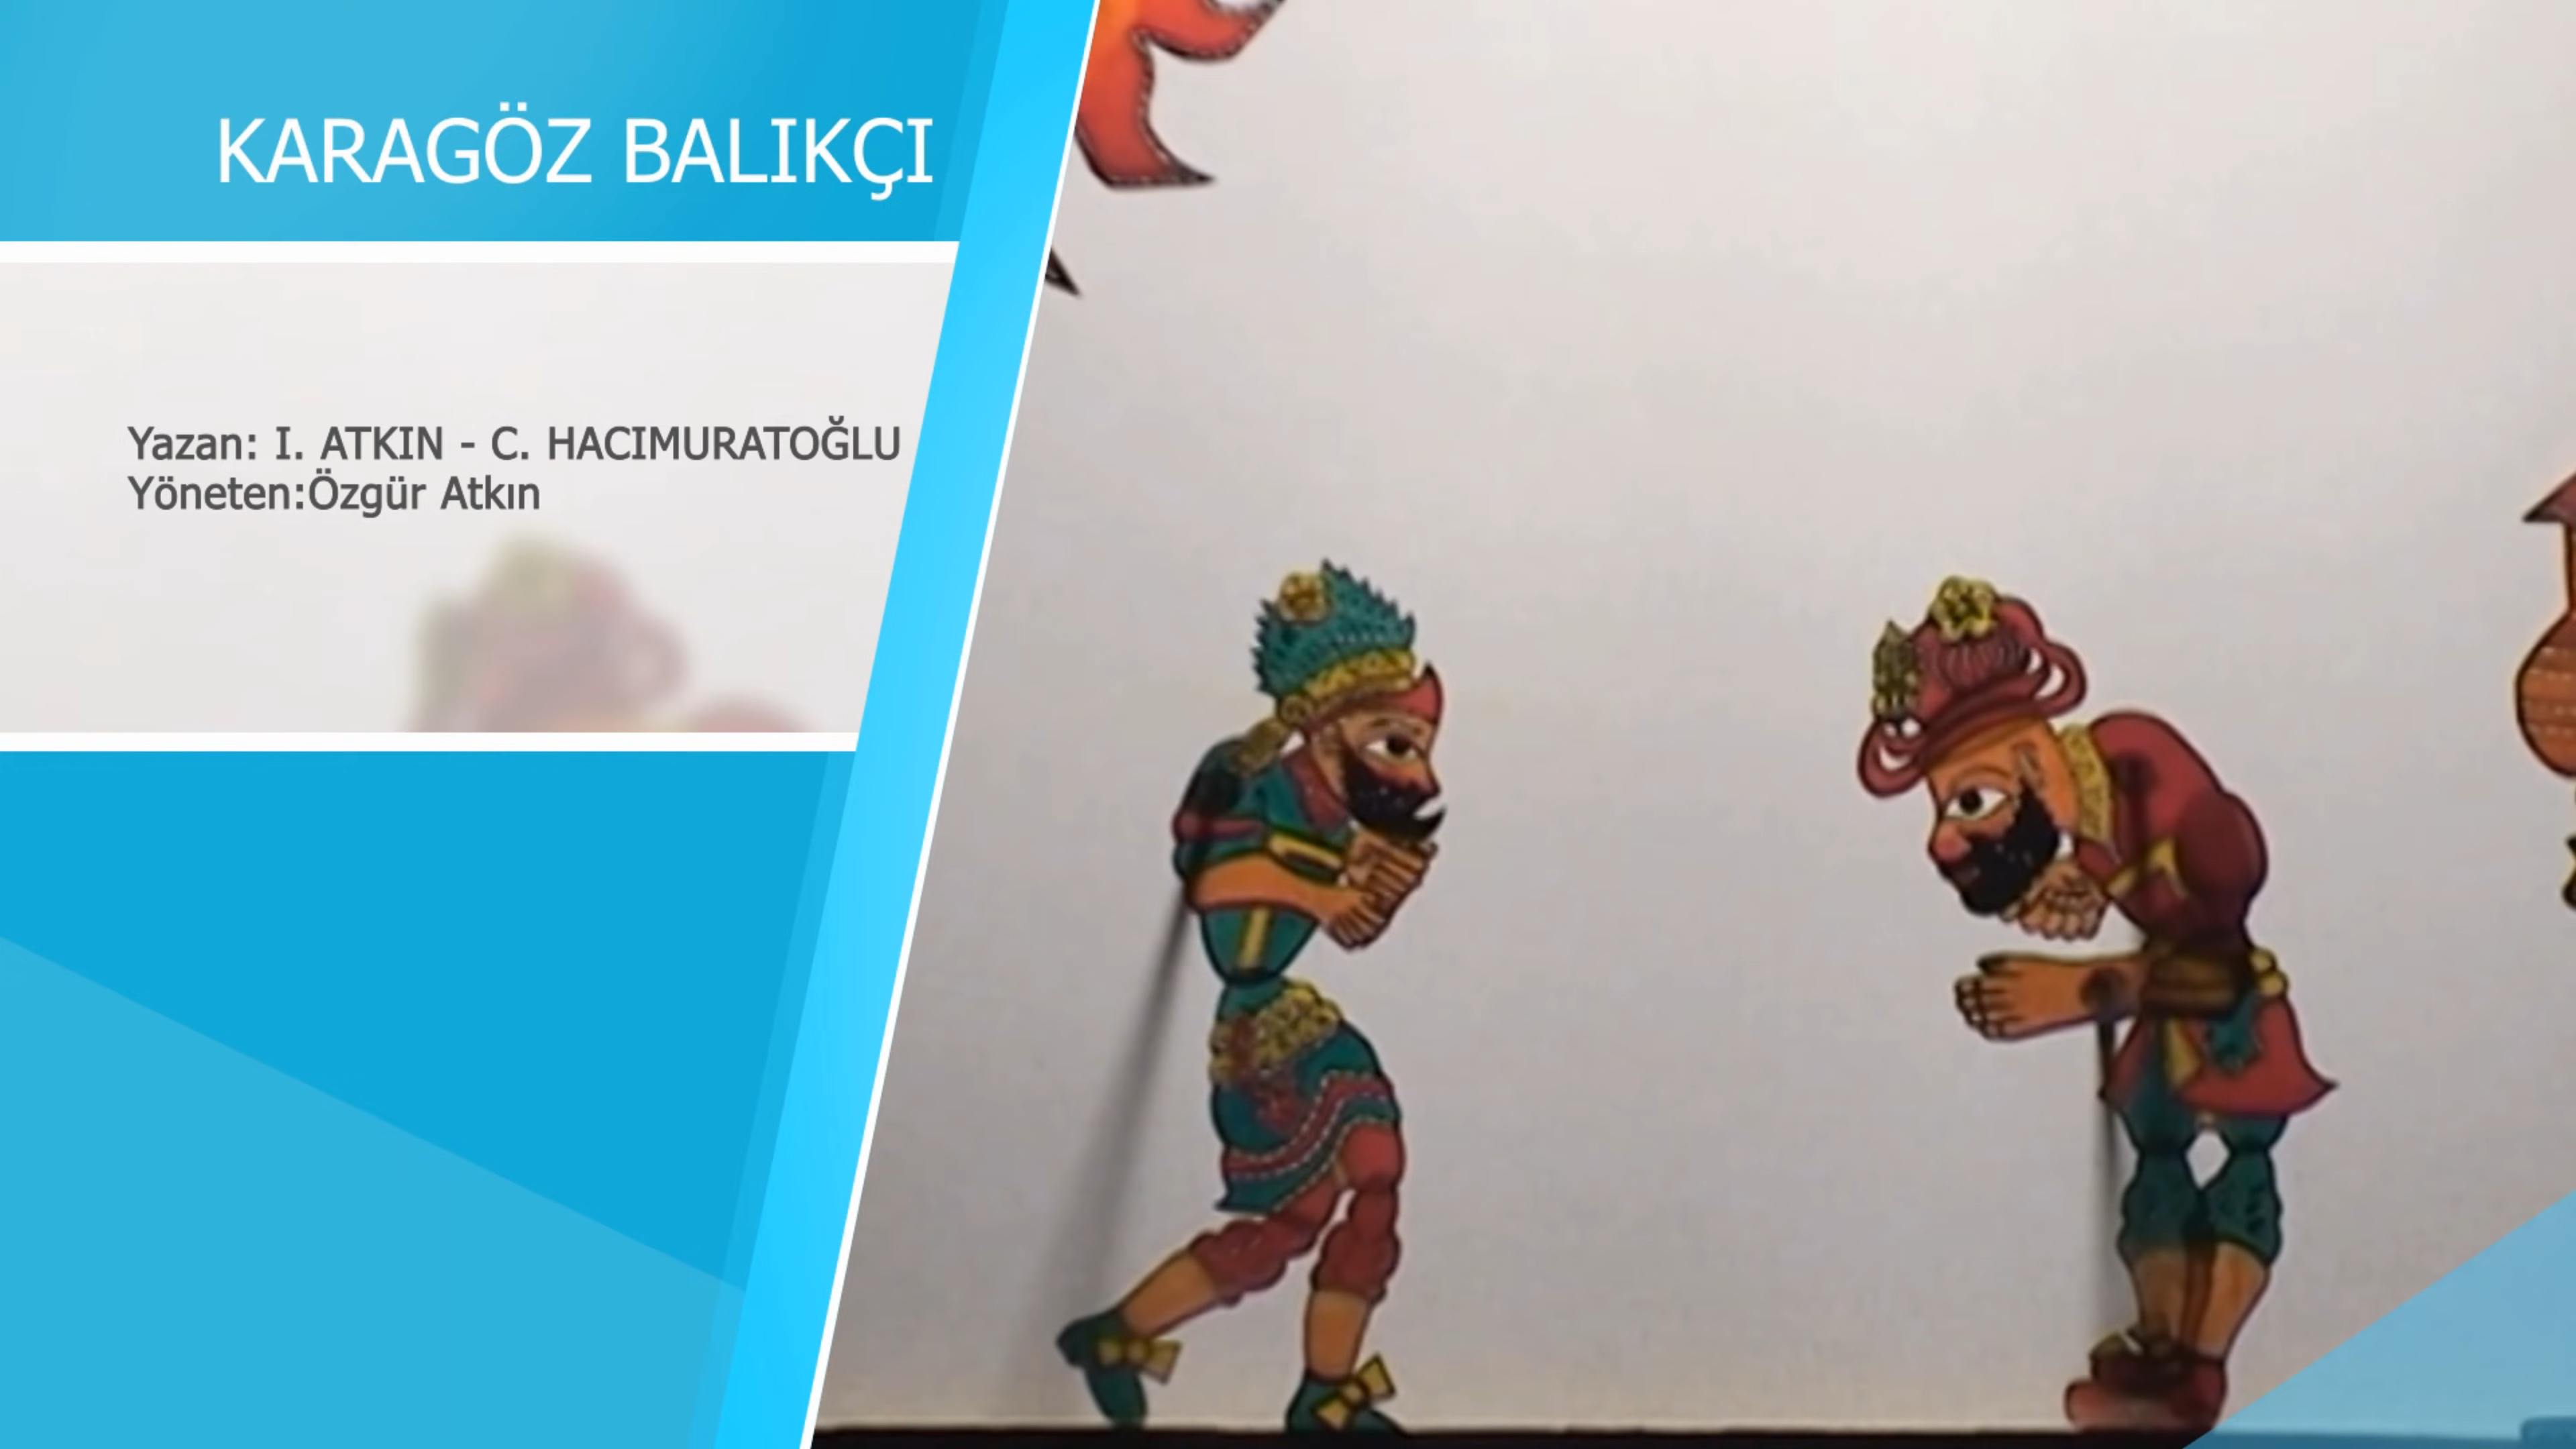 KARAGÖZ BALIKÇI
Yazan: I. ATKIN - C. HACIMURATOĞLU
Yöneten:Özgür Atkın